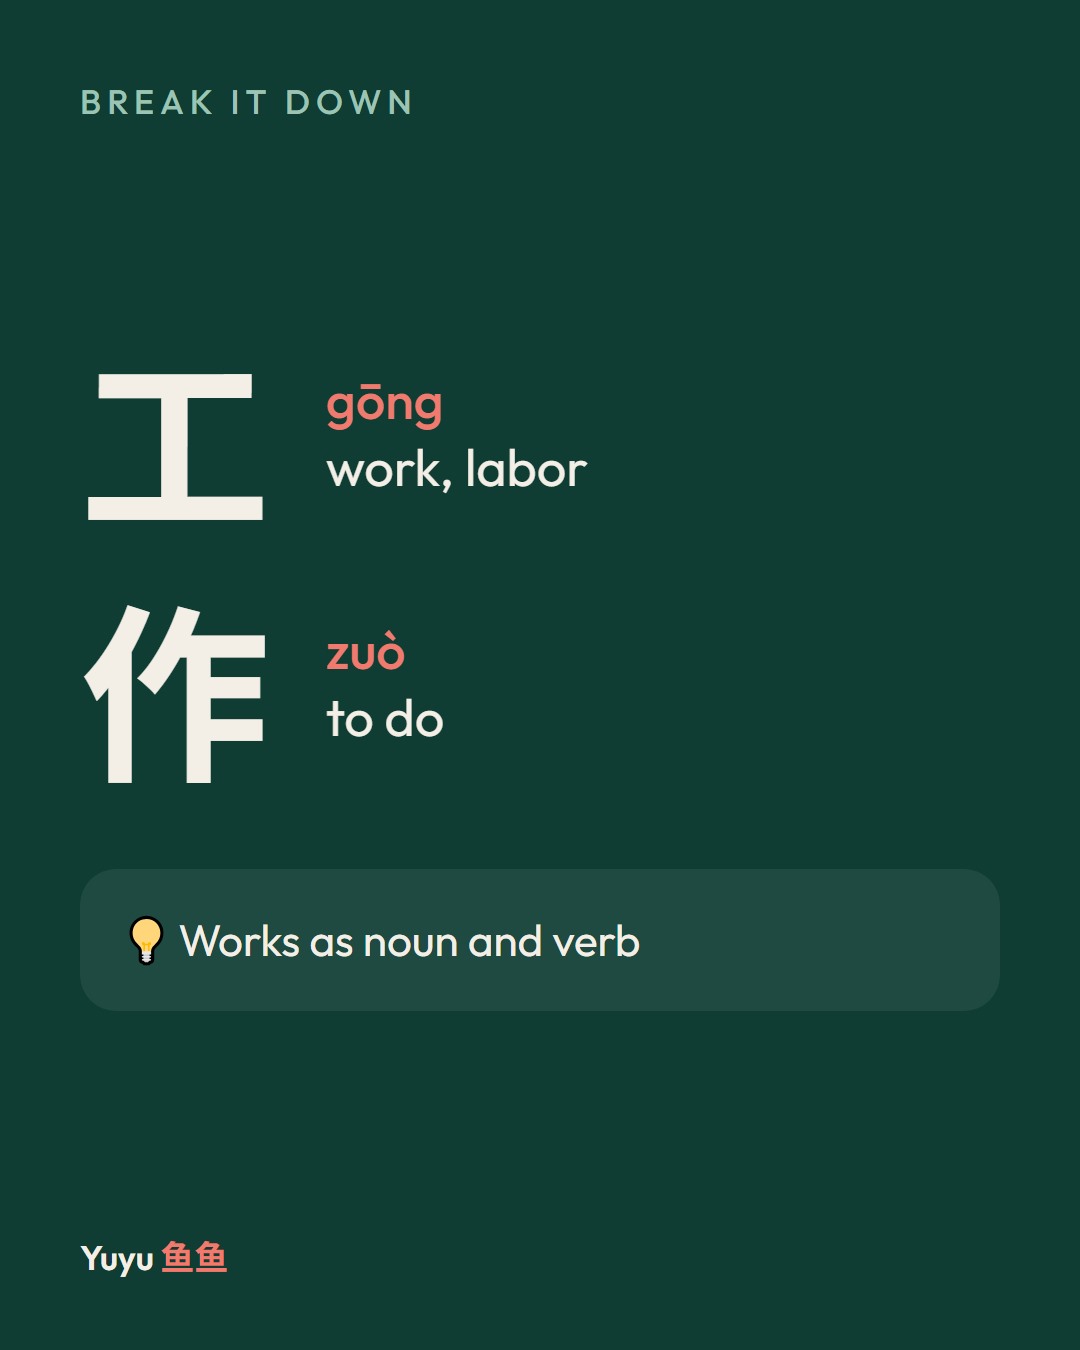 BREAK IT DOWN
工
gōng
work, labor
作
zuò
to do
💡 Works as noun and verb
Yuyu 鱼鱼